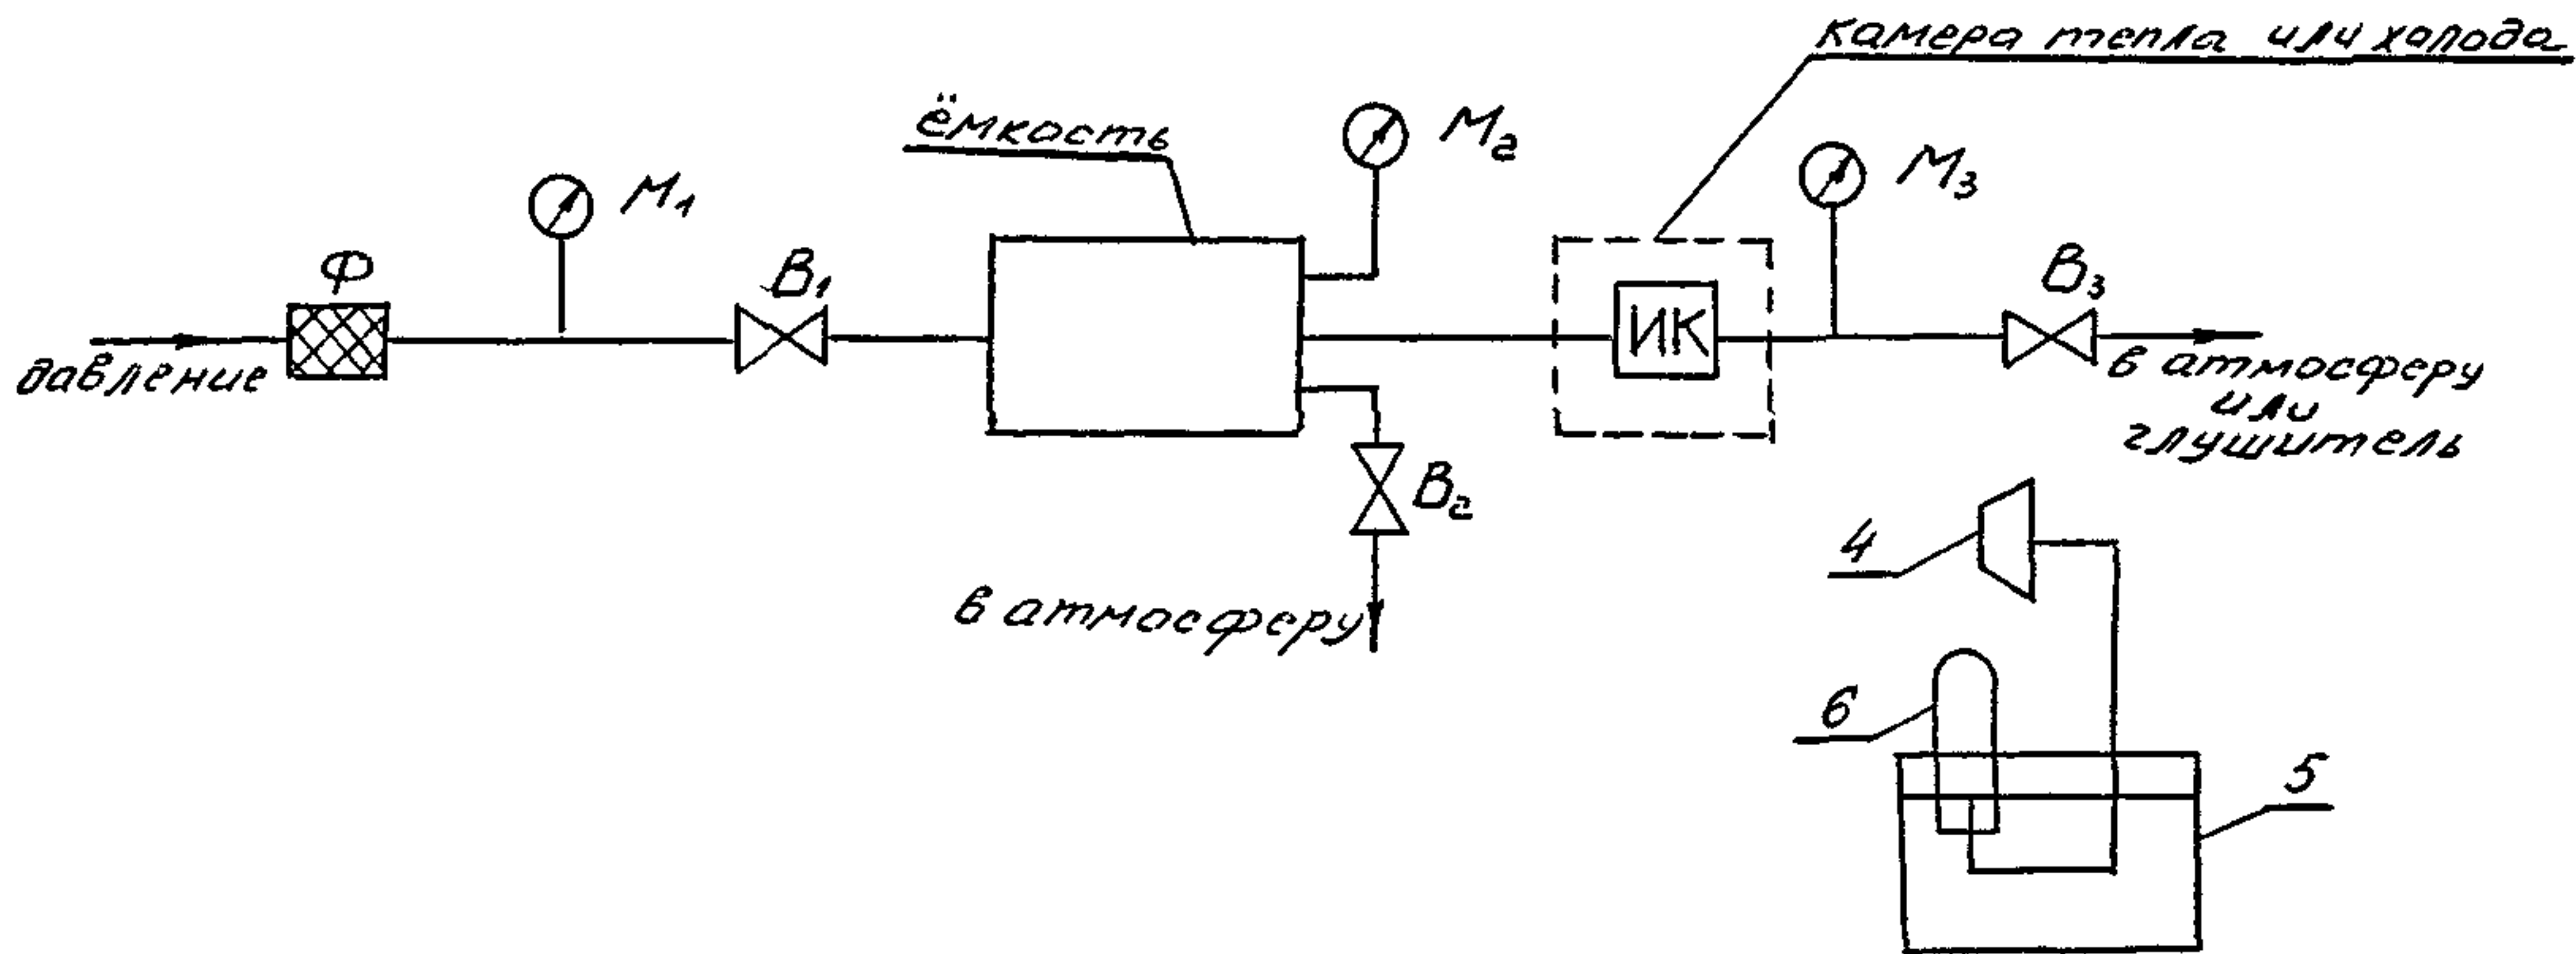 камера тепла или холода
ёмкость
М₂
М₃
М₁
Ф
В₁
В₃
ИК
давление
в атмосферу
или
глушитель
В₂
4
в атмосферу
6
5